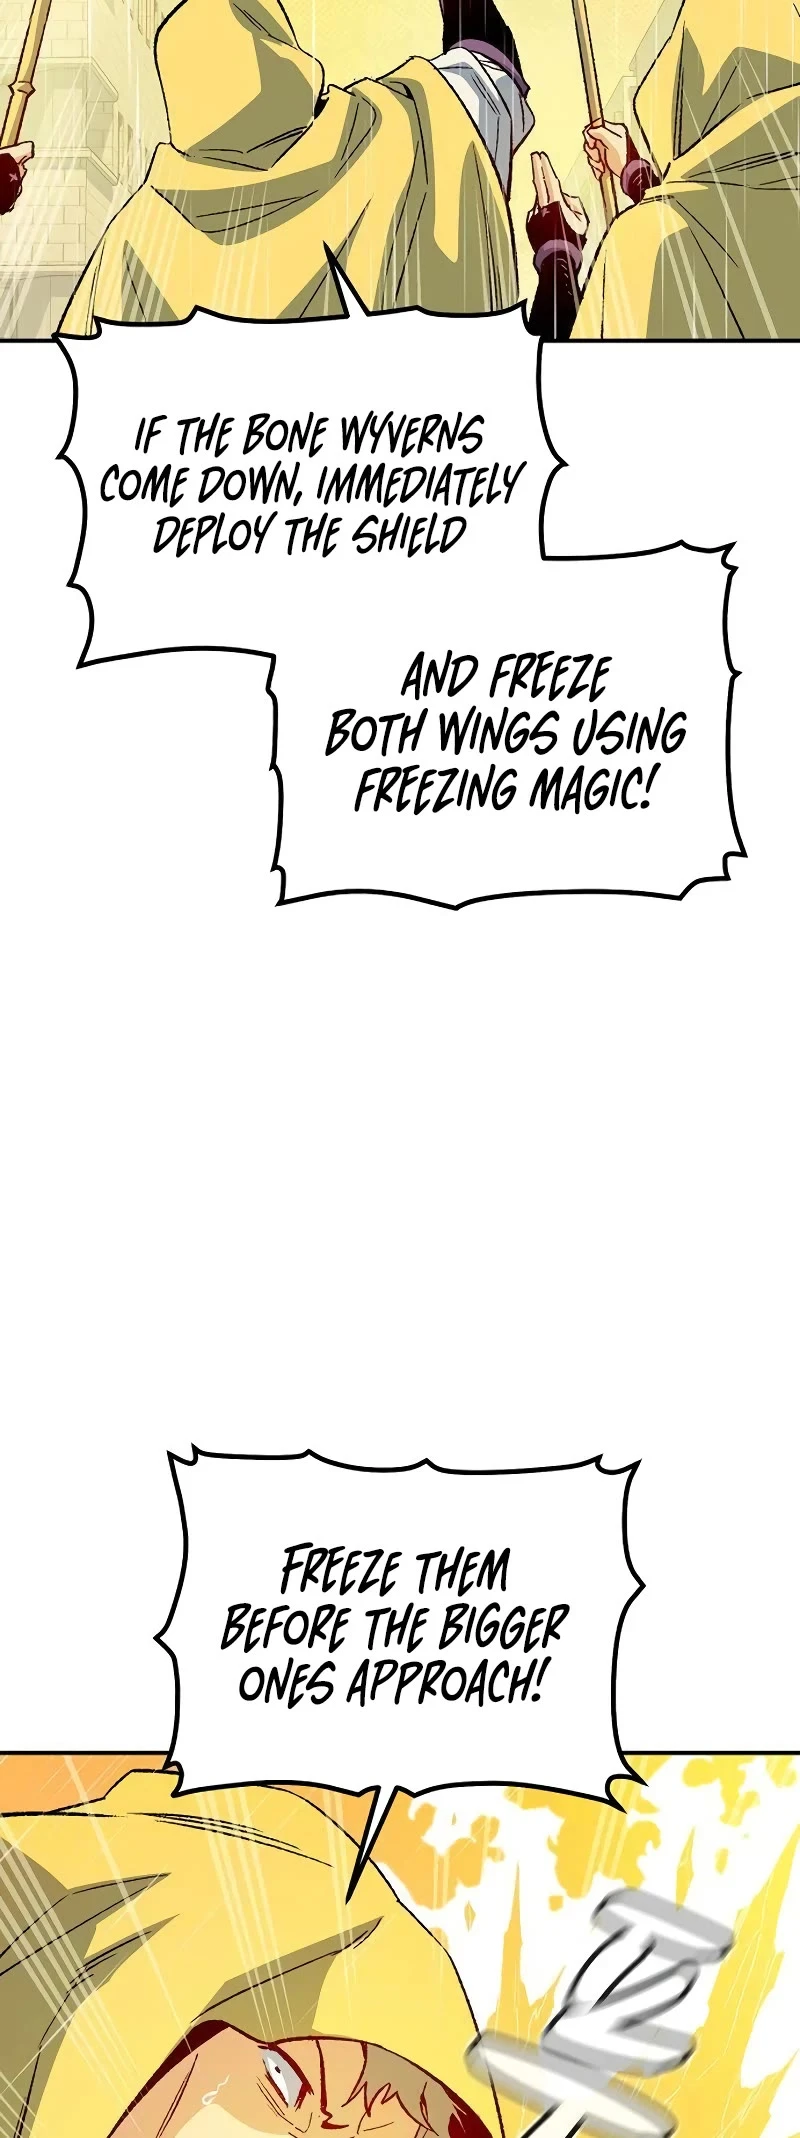 IF THE BONE WYVERNS
COME DOWN, IMMEDIATELY
DEPLOY THE SHIELD
AND FREEZE
BOTH WINGS USING
FREEZING MAGIC!
FREEZE THEM
BEFORE THE BIGGER
ONES APPROACH!